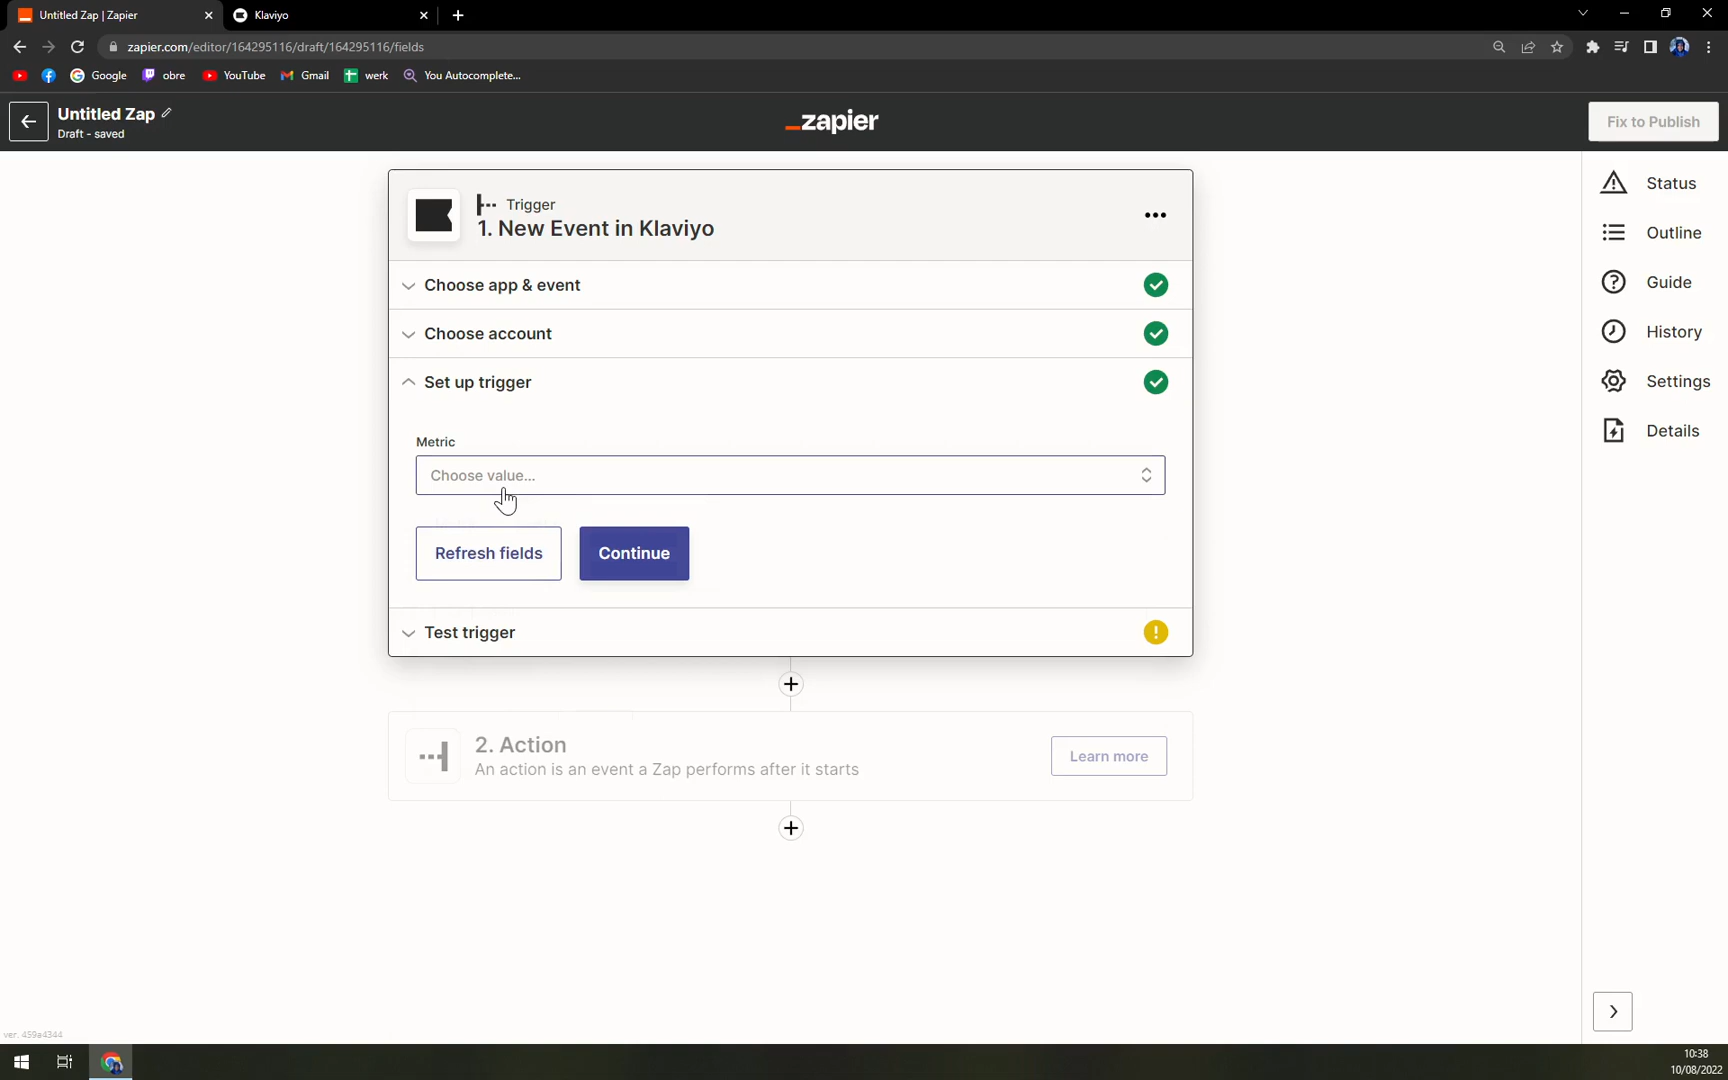 Untitled Zap | Zapier
Klaviyo
zapier.com/editor/164295116/draft/164295116/fields
Google
obre
YouTube
Gmail
werk
You Autocomplete...
Untitled Zap
Draft - saved
_zapier
Fix to Publish
Trigger
1. New Event in Klaviyo
Choose app & event
Choose account
Set up trigger
Metric
Choose value...
Refresh fields
Continue
Test trigger
2. Action
An action is an event a Zap performs after it starts
Learn more
Status
Outline
Guide
History
Settings
Details
ver. 459e4344
10:38
10/08/2022